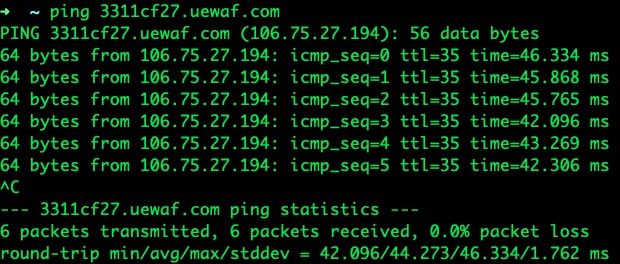 ➜  ~ ping 3311cf27.uewaf.com
PING 3311cf27.uewaf.com (106.75.27.194): 56 data bytes
64 bytes from 106.75.27.194: icmp_seq=0 ttl=35 time=46.334 ms
64 bytes from 106.75.27.194: icmp_seq=1 ttl=35 time=45.868 ms
64 bytes from 106.75.27.194: icmp_seq=2 ttl=35 time=45.765 ms
64 bytes from 106.75.27.194: icmp_seq=3 ttl=35 time=42.096 ms
64 bytes from 106.75.27.194: icmp_seq=4 ttl=35 time=43.269 ms
64 bytes from 106.75.27.194: icmp_seq=5 ttl=35 time=42.306 ms
^C
--- 3311cf27.uewaf.com ping statistics ---
6 packets transmitted, 6 packets received, 0.0% packet loss
round-trip min/avg/max/stddev = 42.096/44.273/46.334/1.762 ms